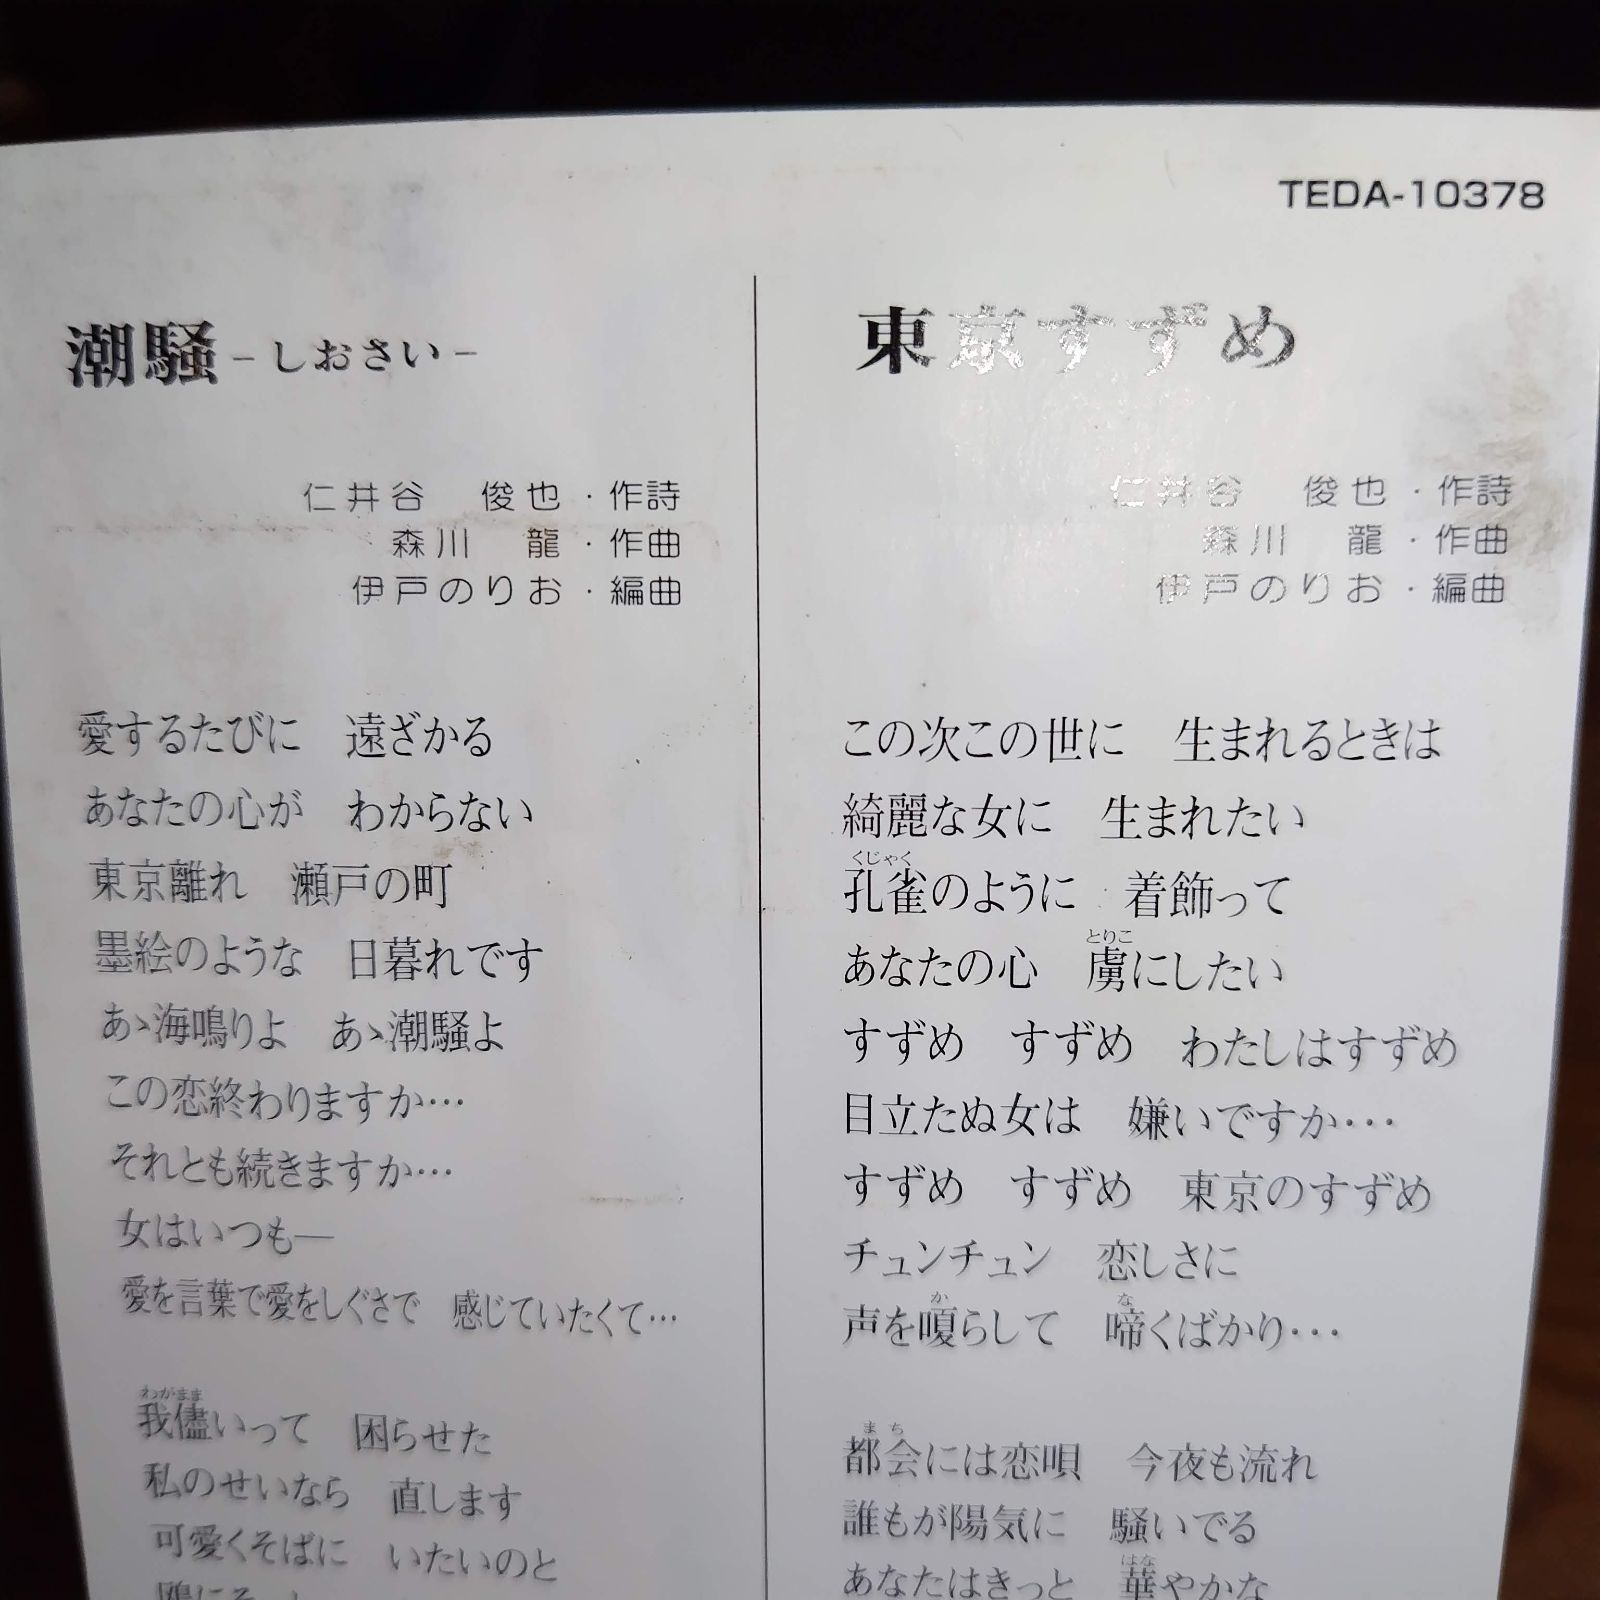 TEDA-10378
潮騒 -しおさい-
仁井谷 俊也・作詩
森川 龍・作曲
伊戸のりお・編曲
愛するたびに 遠ざかる
あなたの心が わからない
東京離れ 瀬戸の町
墨絵のような 日暮れです
あゝ海鳴りよ あゝ潮騒よ
この恋終わりますか…
それとも続きますか…
女はいつも―
愛を言葉で愛をしぐさで 感じていたくて…
わがまま
我儘いって 困らせた
私のせいなら 直します
可愛くそばに いたいのと
東京すずめ
仁井谷 俊也・作詩
森川 龍・作曲
伊戸のりお・編曲
この次この世に 生まれるときは
綺麗な女に 生まれたい
くじゃく
孔雀のように 着飾って
とりこ
あなたの心 虜にしたい
すずめ すずめ わたしはすずめ
目立たぬ女は 嫌いですか…
すずめ すずめ 東京のすずめ
チュンチュン 恋しさに
か な
声を嗄らして 啼くばかり…
まち
都会には恋唄 今夜も流れ
誰もが陽気に 騒いでる
はな
あなたはきっと 華やかな